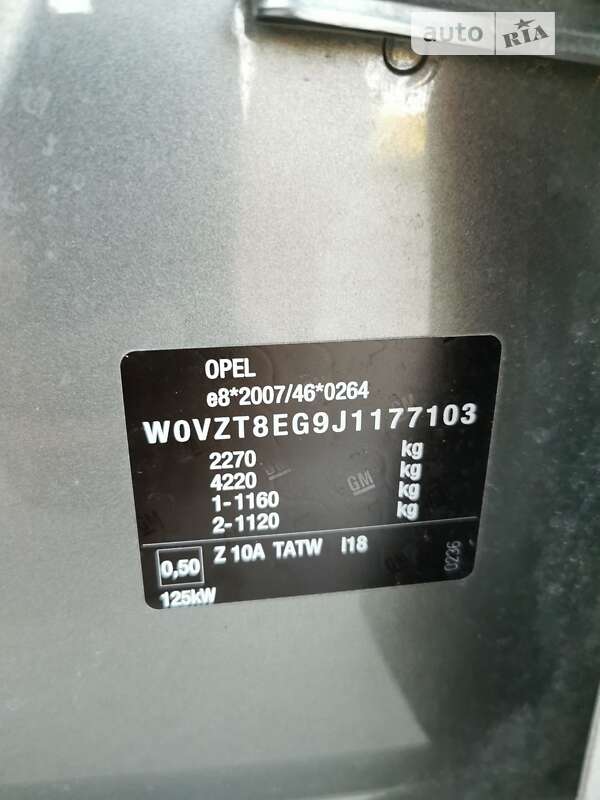 auto RIA
OPEL
e8*2007/46*0264
W0VZT8EG9J1177103
2270 kg
4220 kg
1-1160 kg
2-1120 kg
0,50 Z 10A TATW I18
125kW
0236
GM